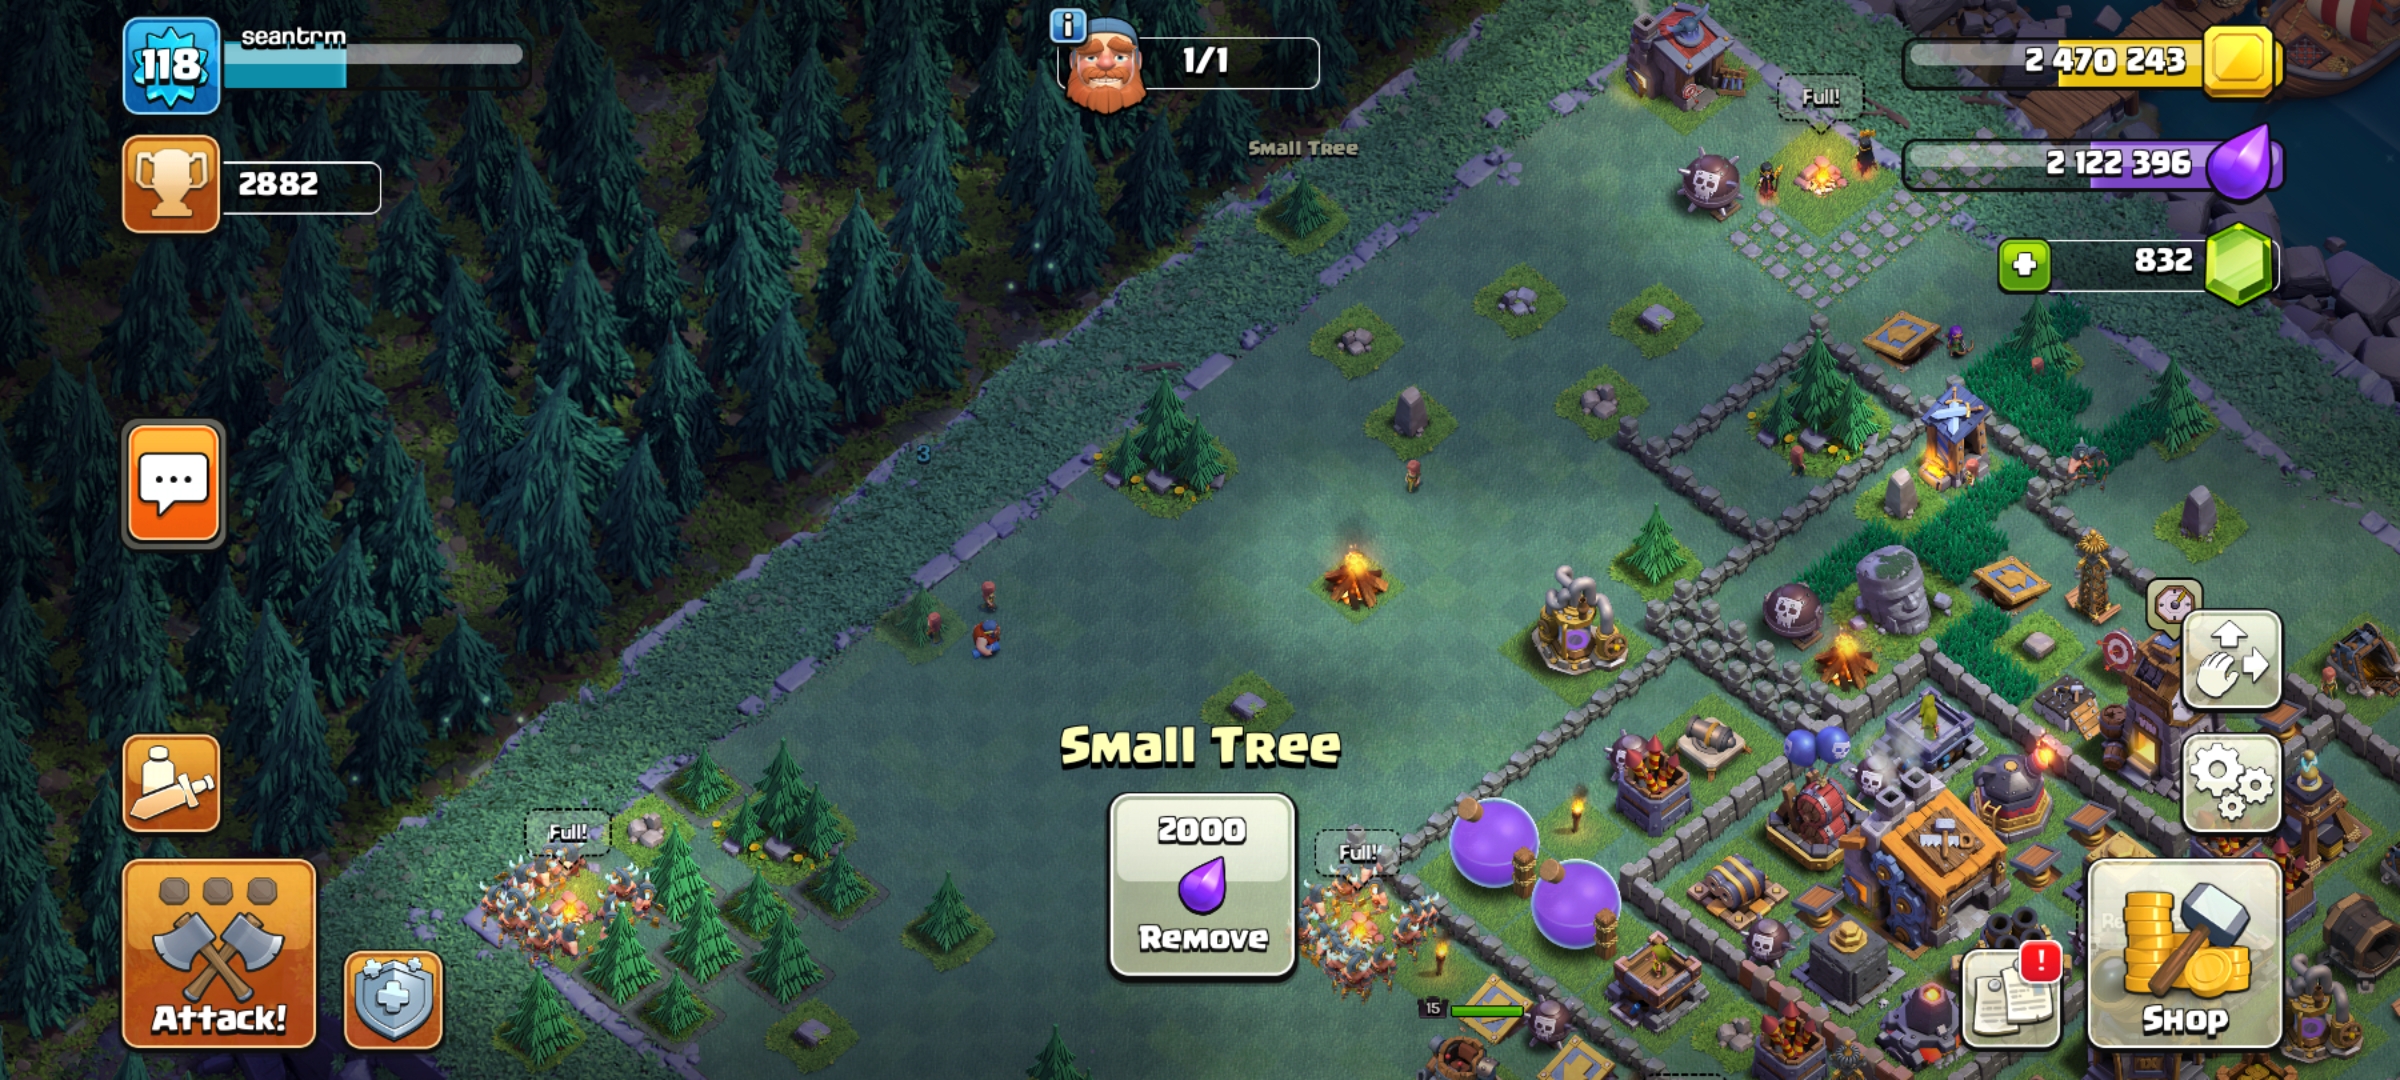 118
seantrm
1/1
2 470 243
Full!
Small Tree
2 122 396
2882
832
3
Small Tree
Full!
2000
Full!
Remove
15
Attack!
Shop